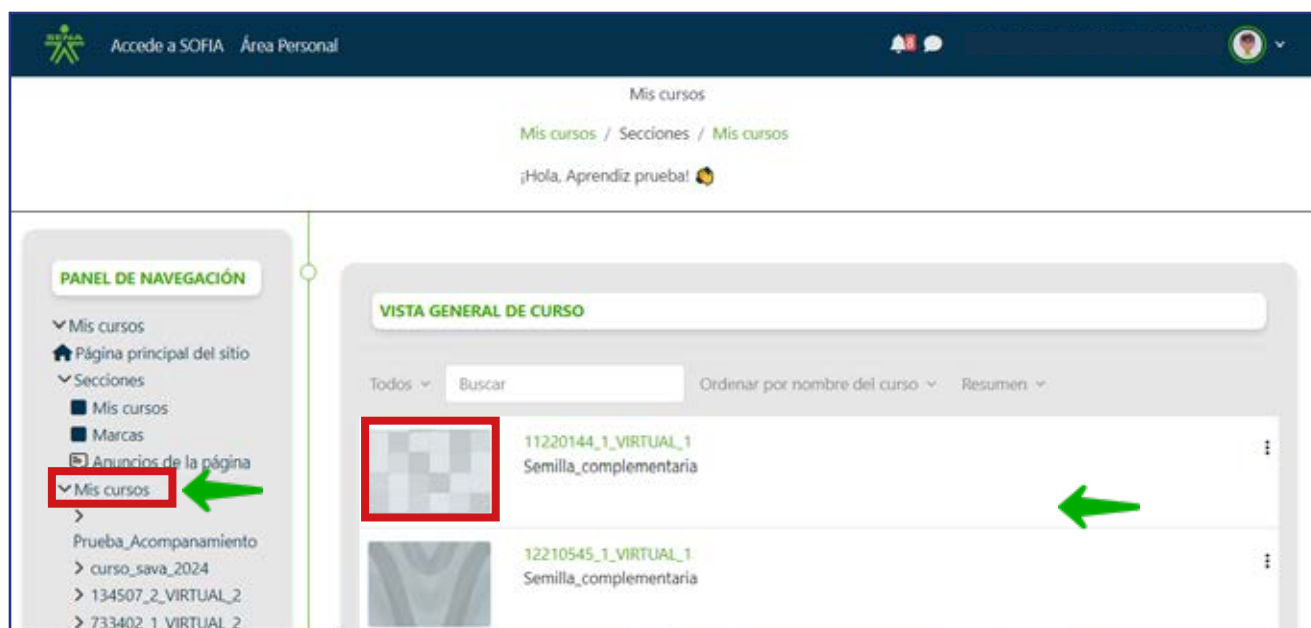 SENA
Accede a SOFIA Área Personal
8
Mis cursos
Mis cursos / Secciones / Mis cursos
¡Hola, Aprendiz prueba!
PANEL DE NAVEGACIÓN
Mis cursos
Página principal del sitio
Secciones
Mis cursos
Marcas
Anuncios de la página
Mis cursos
Prueba_Acompanamiento
curso_sava_2024
134507_2_VIRTUAL_2
733402_1_VIRTUAL_2
VISTA GENERAL DE CURSO
Todos Buscar Ordenar por nombre del curso Resumen
11220144_1_VIRTUAL_1
Semilla_complementaria
12210545_1_VIRTUAL_1
Semilla_complementaria